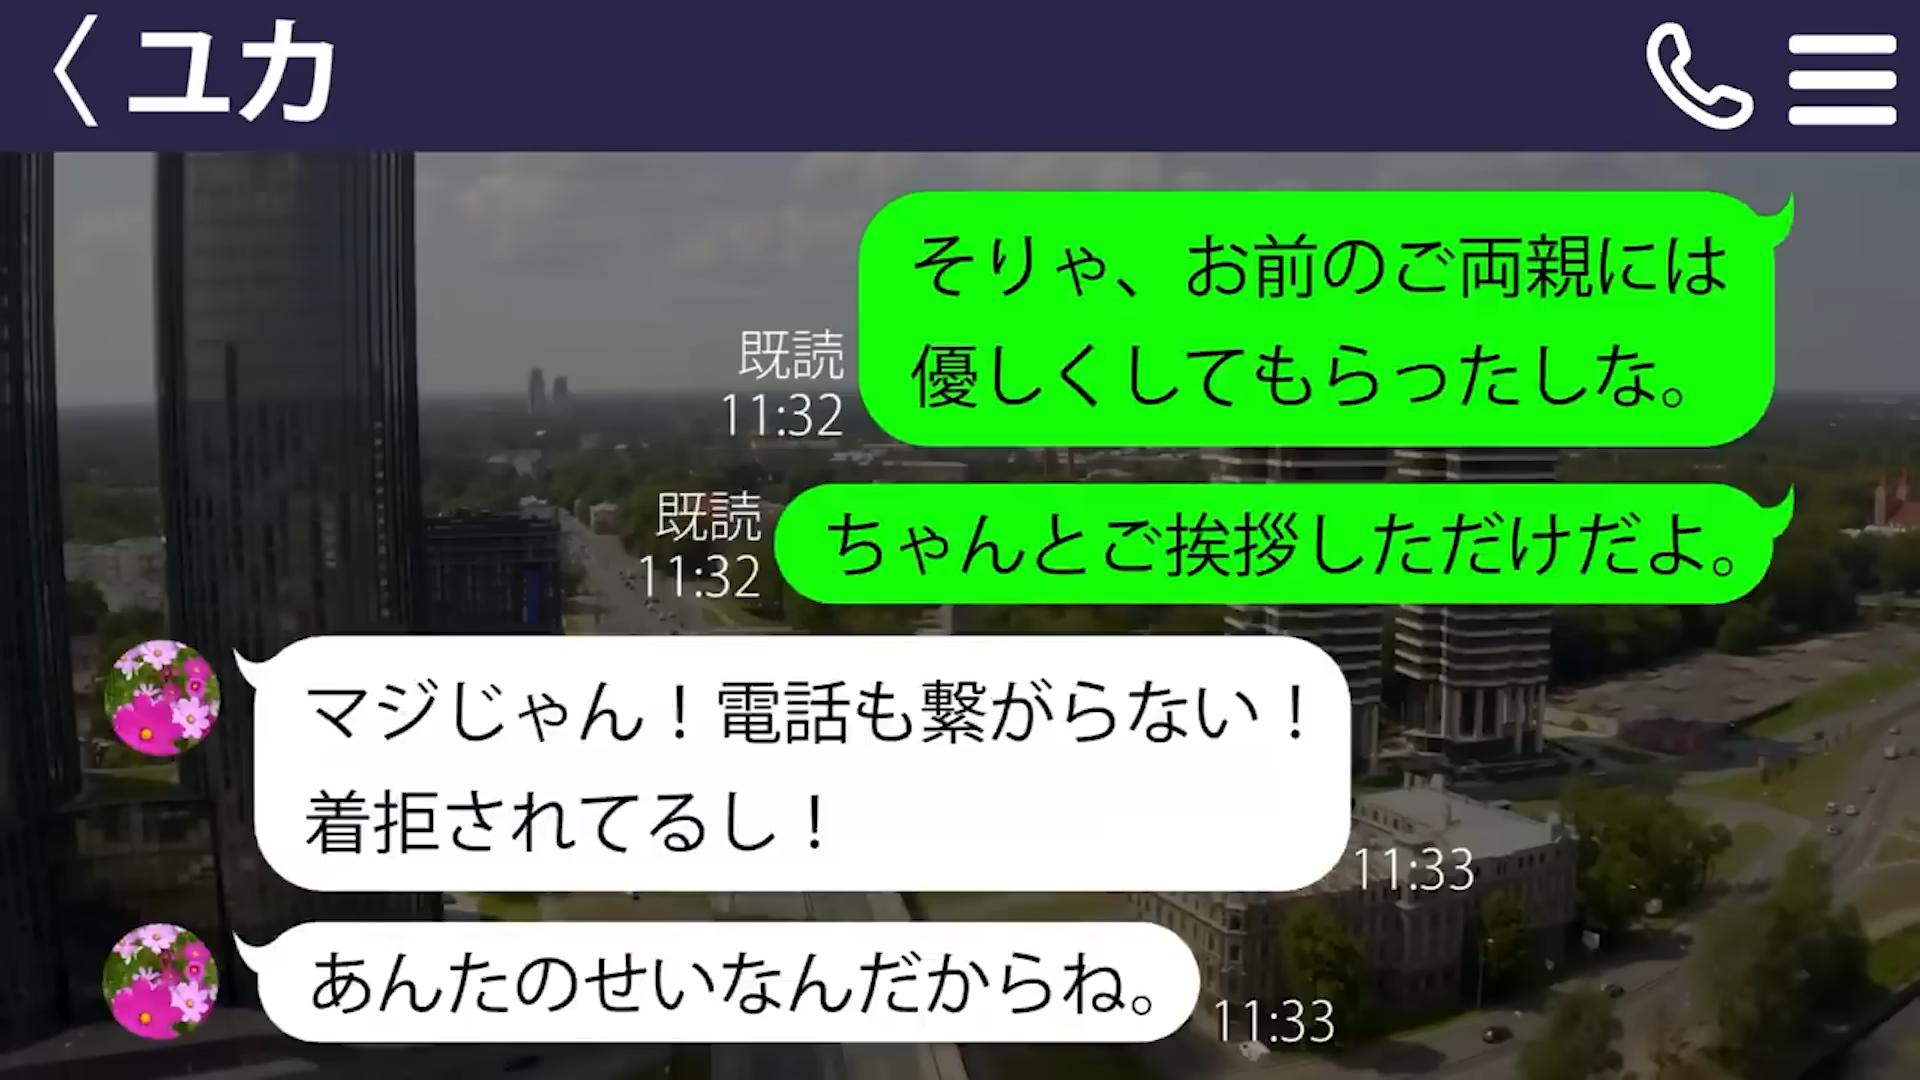 ユカ
そりゃ、お前のご両親には
優しくしてもらったしな。
既読
11:32
ちゃんとご挨拶しただけだよ。
既読
11:32
マジじゃん！電話も繋がらない！
着拒されてるし！
11:33
あんたのせいなんだからね。
11:33